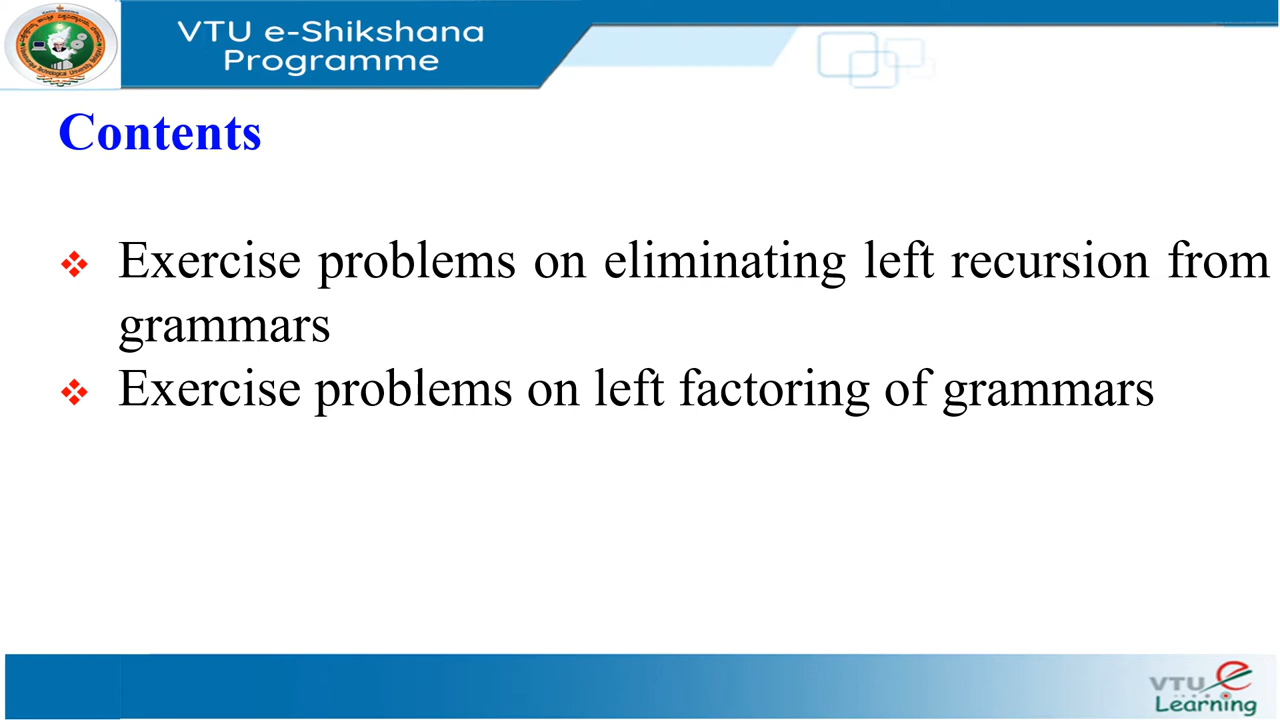 VTU e-Shikshana
Programme
Contents
Exercise problems on eliminating left recursion from
grammars
Exercise problems on left factoring of grammars
VTU e
Learning